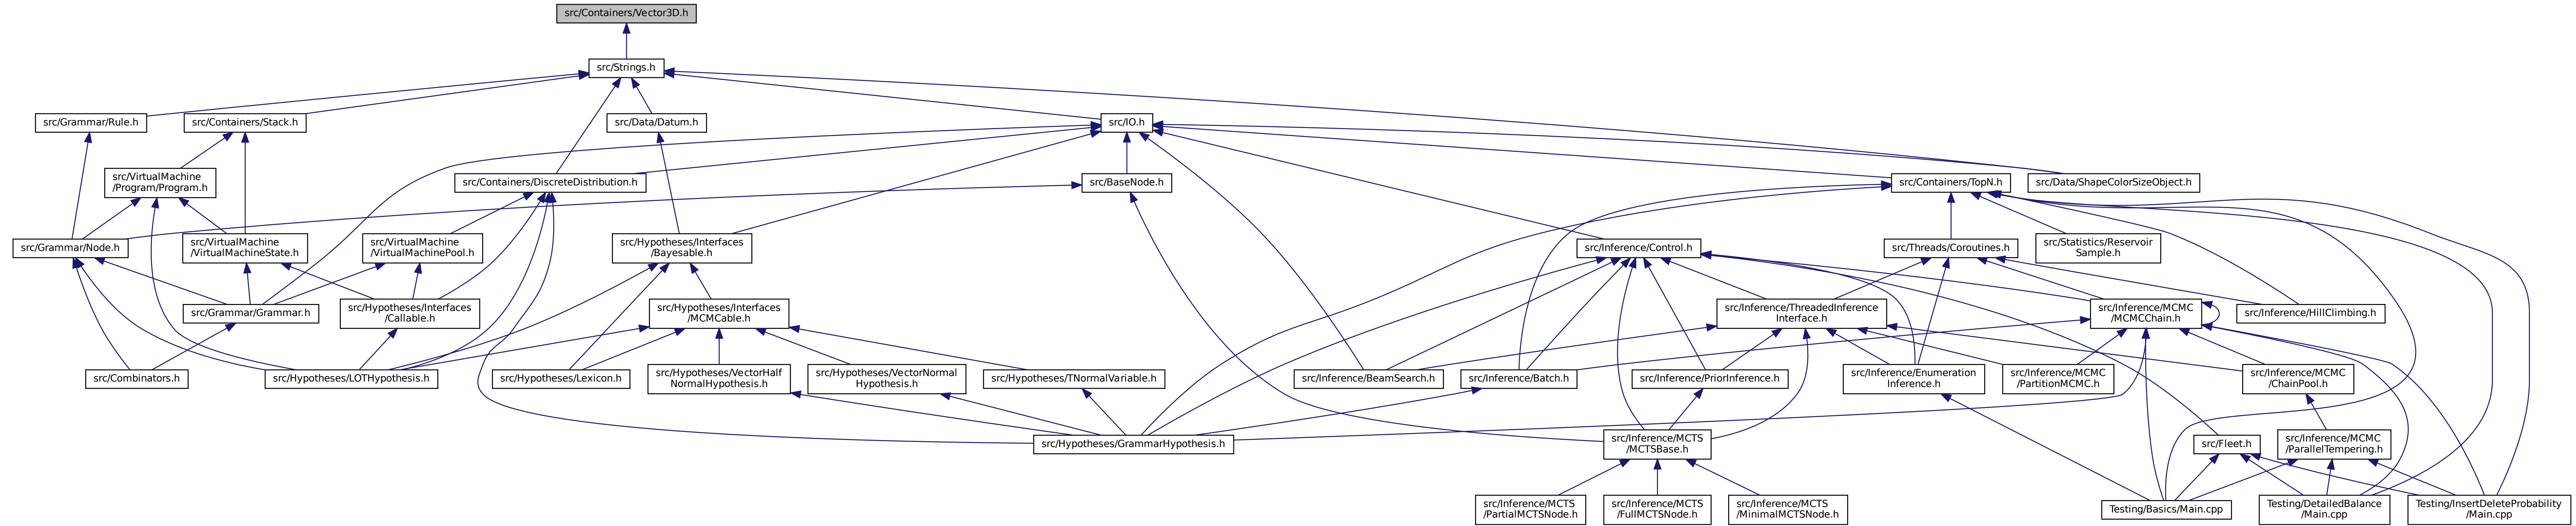 src/Containers/Vector3D.h
src/Strings.h
src/Grammar/Rule.h
src/Containers/Stack.h
src/Data/Datum.h
src/IO.h
src/VirtualMachine
/Program/Program.h
src/Containers/DiscreteDistribution.h
src/BaseNode.h
src/Containers/TopN.h
src/Data/ShapeColorSizeObject.h
src/Grammar/Node.h
src/VirtualMachine
/VirtualMachineState.h
src/VirtualMachine
/VirtualMachinePool.h
src/Hypotheses/Interfaces
/Bayesable.h
src/Inference/Control.h
src/Threads/Coroutines.h
src/Statistics/Reservoir
Sample.h
src/Grammar/Grammar.h
src/Hypotheses/Interfaces
/Callable.h
src/Hypotheses/Interfaces
/MCMCable.h
src/Inference/ThreadedInference
Interface.h
src/Inference/MCMC
/MCMCChain.h
src/Inference/HillClimbing.h
src/Combinators.h
src/Hypotheses/LOTHypothesis.h
src/Hypotheses/Lexicon.h
src/Hypotheses/VectorHalf
NormalHypothesis.h
src/Hypotheses/VectorNormal
Hypothesis.h
src/Hypotheses/TNormalVariable.h
src/Inference/BeamSearch.h
src/Inference/Batch.h
src/Inference/PriorInference.h
src/Inference/Enumeration
Inference.h
src/Inference/MCMC
/PartitionMCMC.h
src/Inference/MCMC
/ChainPool.h
src/Hypotheses/GrammarHypothesis.h
src/Inference/MCTS
/MCTSBase.h
src/Fleet.h
src/Inference/MCMC
/ParallelTempering.h
src/Inference/MCTS
/PartialMCTSNode.h
src/Inference/MCTS
/FullMCTSNode.h
src/Inference/MCTS
/MinimalMCTSNode.h
Testing/Basics/Main.cpp
Testing/DetailedBalance
/Main.cpp
Testing/InsertDeleteProbability
/Main.cpp